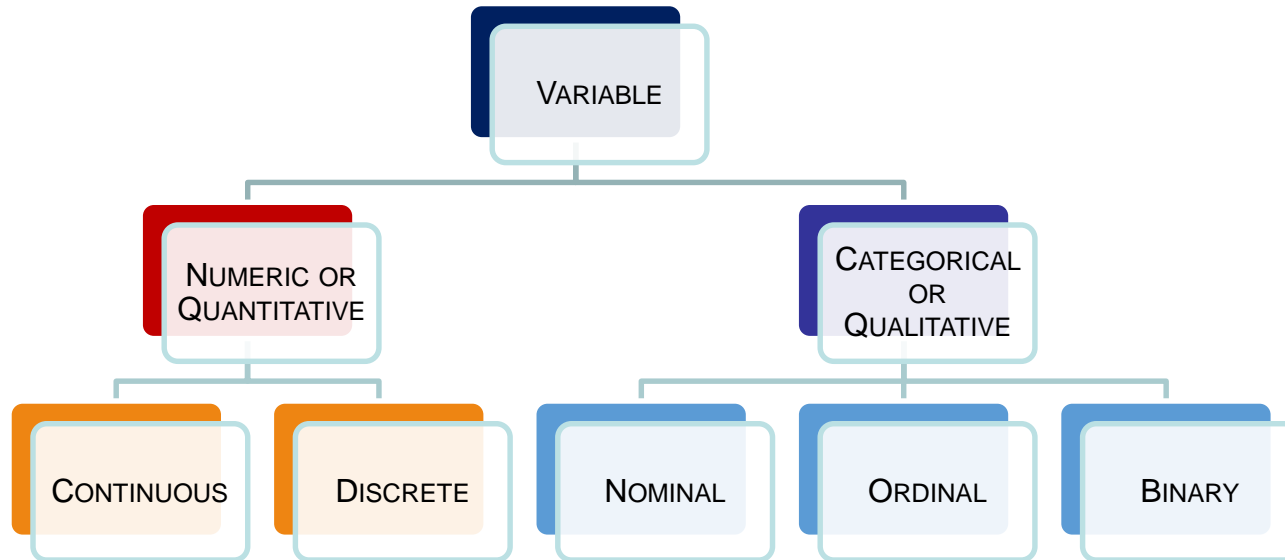 VARIABLE
NUMERIC OR
QUANTITATIVE
CATEGORICAL
OR
QUALITATIVE
CONTINUOUS
DISCRETE
NOMINAL
ORDINAL
BINARY